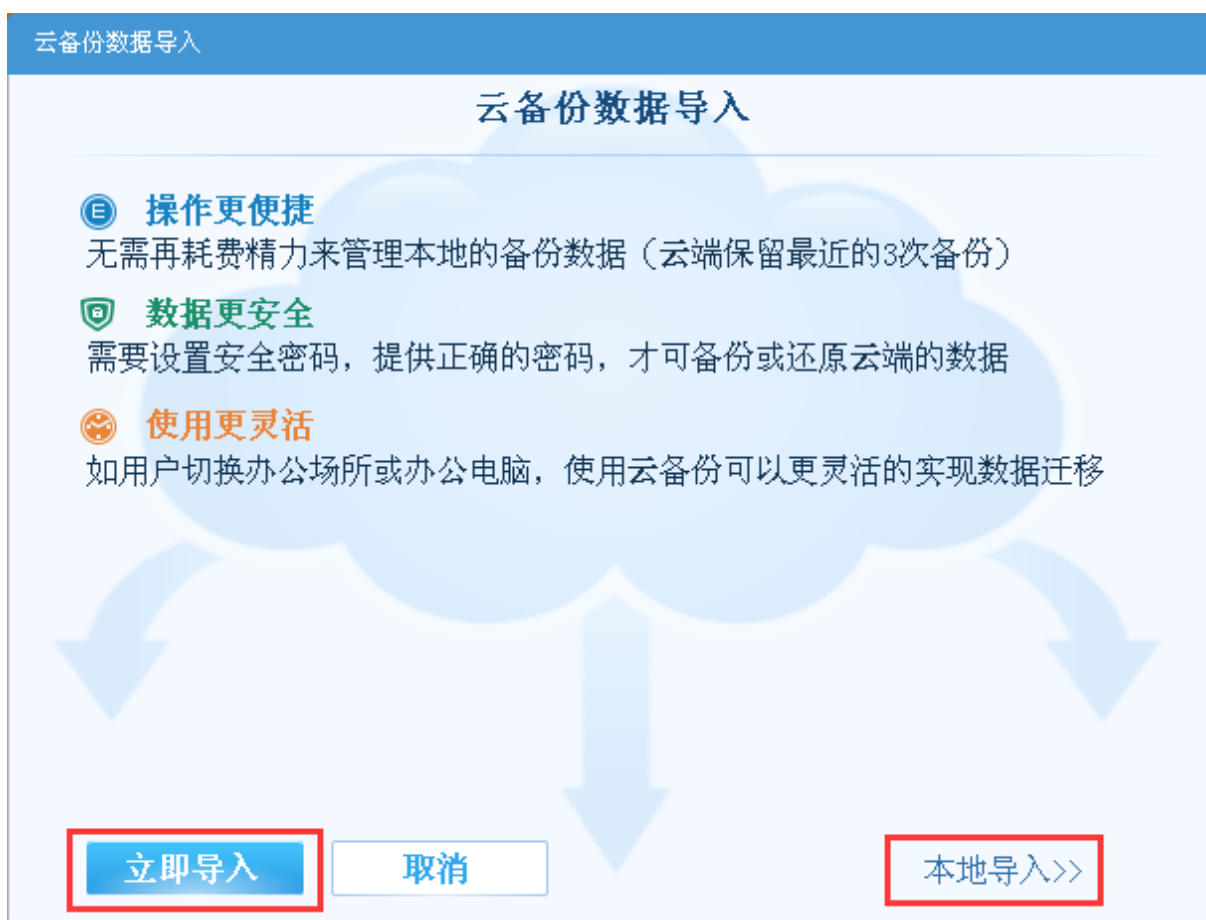 云备份数据导入
云备份数据导入
操作更便捷
无需再耗费精力来管理本地的备份数据（云端保留最近的3次备份）
数据更安全
需要设置安全密码，提供正确的密码，才可备份或还原云端的数据
使用更灵活
如用户切换办公场所或办公电脑，使用云备份可以更灵活的实现数据迁移
立即导入 取消 本地导入>>